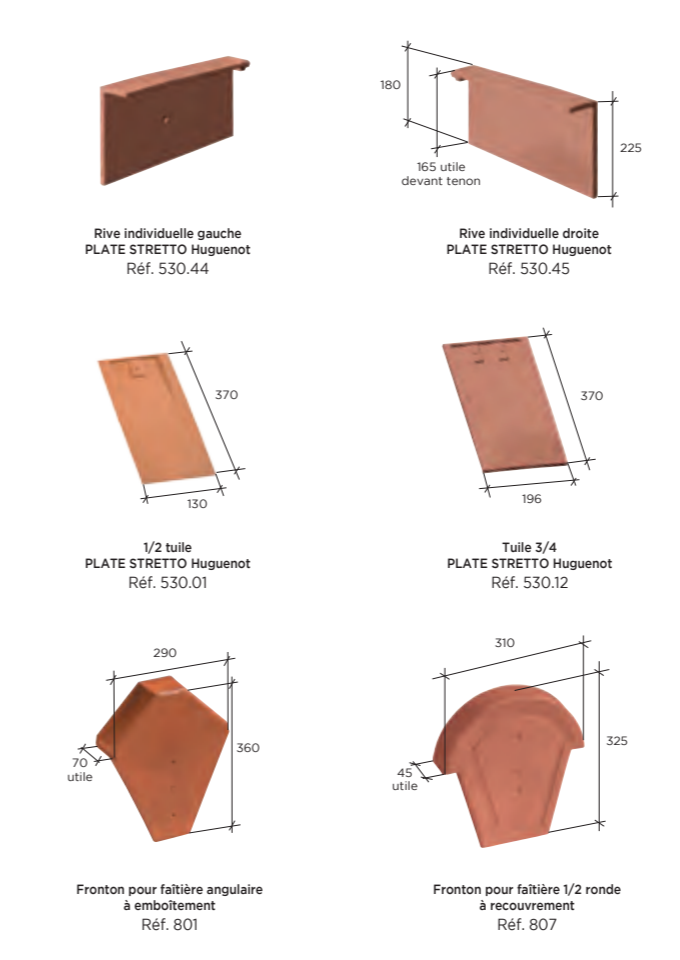 180
165 utile
devant tenon
225
Rive individuelle gauche
PLATE STRETTO Huguenot
Réf. 530.44
Rive individuelle droite
PLATE STRETTO Huguenot
Réf. 530.45
370
130
370
196
1/2 tuile
PLATE STRETTO Huguenot
Réf. 530.01
Tuile 3/4
PLATE STRETTO Huguenot
Réf. 530.12
290
360
70
utile
310
325
45
utile
Fronton pour faîtière angulaire
à emboîtement
Réf. 801
Fronton pour faîtière 1/2 ronde
à recouvrement
Réf. 807